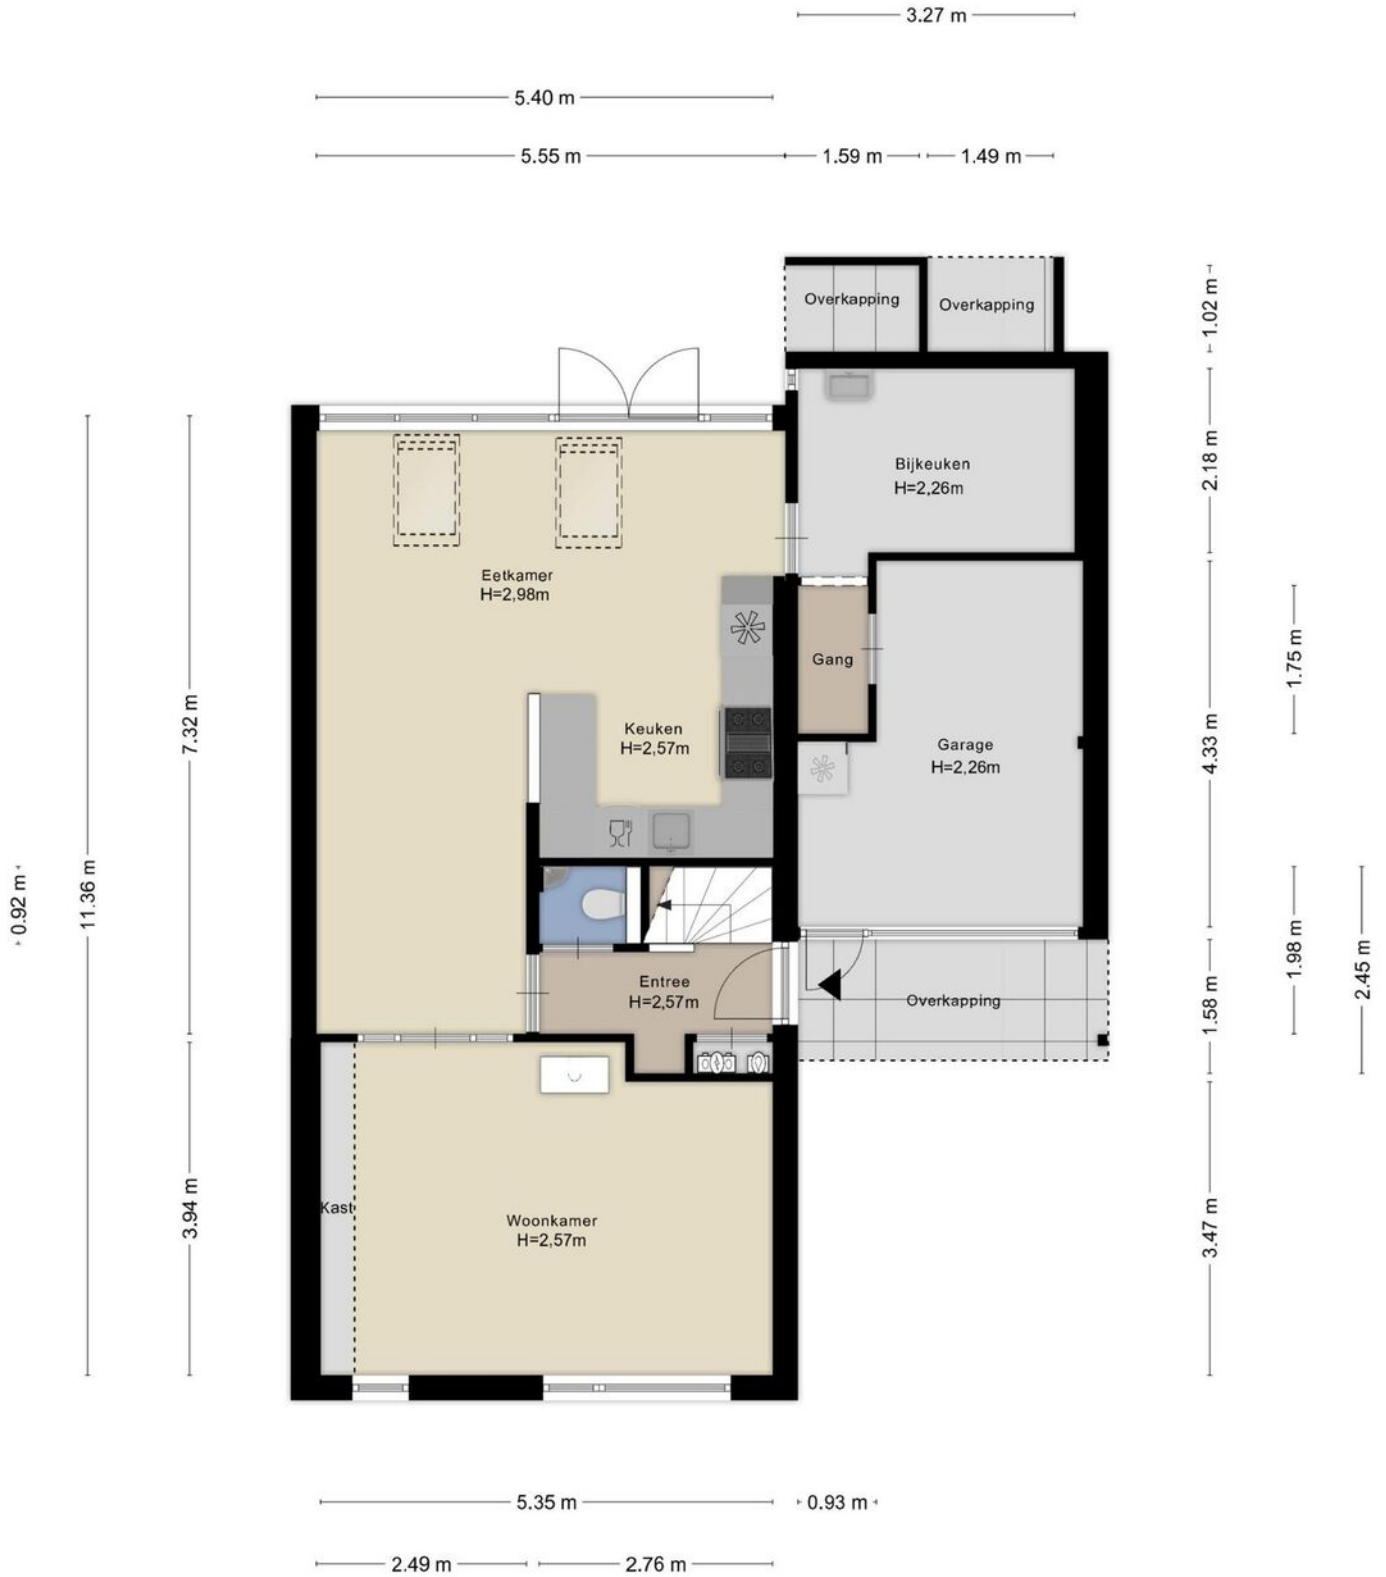 3.27 m
5.40 m
5.55 m
1.59 m
1.49 m
Overkapping
Overkapping
1.02 m
Bijkeuken
H=2,26m
2.18 m
Eetkamer
H=2,98m
Gang
1.75 m
Keuken
H=2,57m
Garage
H=2,26m
7.32 m
4.33 m
0.92 m
11.36 m
Entree
H=2,57m
Overkapping
1.58 m
1.98 m
2.45 m
Kast
Woonkamer
H=2,57m
3.94 m
3.47 m
5.35 m
0.93 m
2.49 m
2.76 m